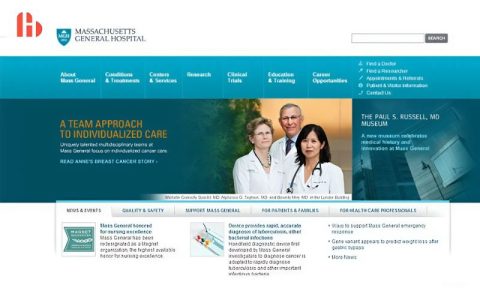 MASSACHUSETTS
GENERAL HOSPITAL
SEARCH
About
Mass General
Conditions
& Treatments
Centers
& Services
Research
Clinical
Trials
Education
& Training
Career
Opportunities
Find a Doctor
Find a Researcher
Appointments & Referrals
Patient & Visitor Information
Contact Us
A TEAM APPROACH
TO INDIVIDUALIZED CARE
Uniquely talented multidisciplinary teams at
Mass General focus on individualized cancer care.
READ ANNE'S BREAST CANCER STORY ›
THE PAUL S. RUSSELL, MD
MUSEUM
A new museum celebrates
medical history and
innovation at Mass General
NEWS & EVENTS
QUALITY & SAFETY
SUPPORT MASS GENERAL
FOR PATIENTS & FAMILIES
FOR HEALTH CARE PROFESSIONALS
Mass General honored
for nursing excellence
Mass General has been
redesignated as a Magnet
organization, the highest available
honor for nursing excellence.
Device provides rapid, accurate
diagnosis of tuberculosis, other
bacterial infections
Handheld diagnostic device first
developed by Mass General
investigators to diagnose cancer is
adapted to rapidly diagnose
tuberculosis and other important
Ways to support Mass General emergency
response
Gene variant appears to predict weight loss after
gastric bypass
More News